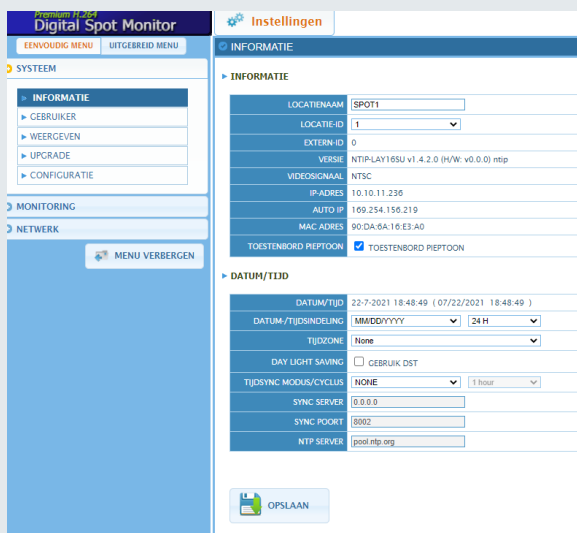 Premium H.264
Digital Spot Monitor
EENVOUDIG MENU
UITGEBREID MENU
SYSTEEM
INFORMATIE
GEBRUIKER
WEERGEVEN
UPGRADE
CONFIGURATIE
MONITORING
NETWERK
MENU VERBERGEN
Instellingen
INFORMATIE
INFORMATIE
LOCATIENAAM SPOT1
LOCATIE-ID 1
EXTERN-ID 0
VERSIE NTIP-LAY16SU v1.4.2.0 (H/W: v0.0.0) ntip
VIDEOSIGNAAL NTSC
IP-ADRES 10.10.11.236
AUTO IP 169.254.156.219
MAC ADRES 90:DA:6A:16:E3:A0
TOESTENBORD PIEPTOON TOESTENBORD PIEPTOON
DATUM/TIJD
DATUM/TIJD 22-7-2021 18:48:49 ( 07/22/2021 18:48:49 )
DATUM-/TIJDSINDELING MM/DD/YYYY 24 H
TIJDZONE None
DAY LIGHT SAVING GEBRUIK DST
TIJDSYNC MODUS/CYCLUS NONE 1 hour
SYNC SERVER 0.0.0.0
SYNC POORT 8002
NTP SERVER pool.ntp.org
OPSLAAN